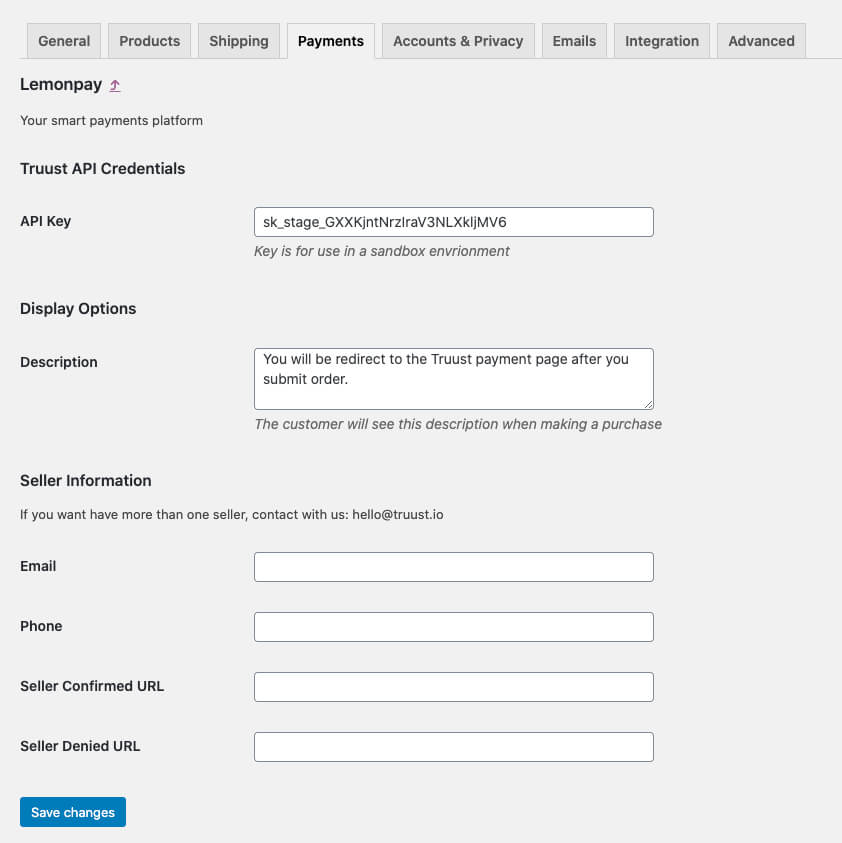 General Products Shipping Payments Accounts & Privacy Emails Integration Advanced
Lemonpay ⤴
Your smart payments platform
Truust API Credentials
API Key sk_stage_GXXKjntNrzIraV3NLXkljMV6
Key is for use in a sandbox envrionment
Display Options
Description You will be redirect to the Truust payment page after you
submit order.
The customer will see this description when making a purchase
Seller Information
If you want have more than one seller, contact with us: hello@truust.io
Email
Phone
Seller Confirmed URL
Seller Denied URL
Save changes